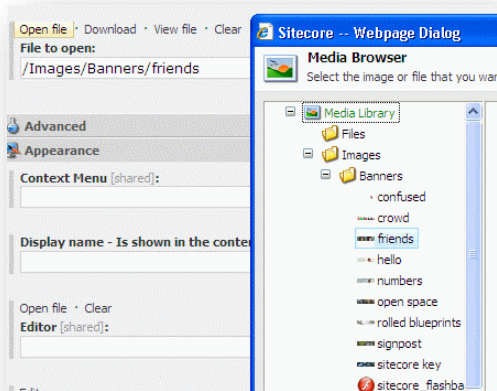 Open file · Download · View file · Clear
File to open:
/Images/Banners/friends
Advanced
Appearance
Context Menu [shared]:
Display name - Is shown in the conte
Open file · Clear
Editor [shared]:
Sitecore -- Webpage Dialog
Media Browser
Select the image or file that you wan
Media Library
Files
Images
Banners
confused
crowd
friends
hello
numbers
open space
rolled blueprints
signpost
sitecore key
sitecore_flashba